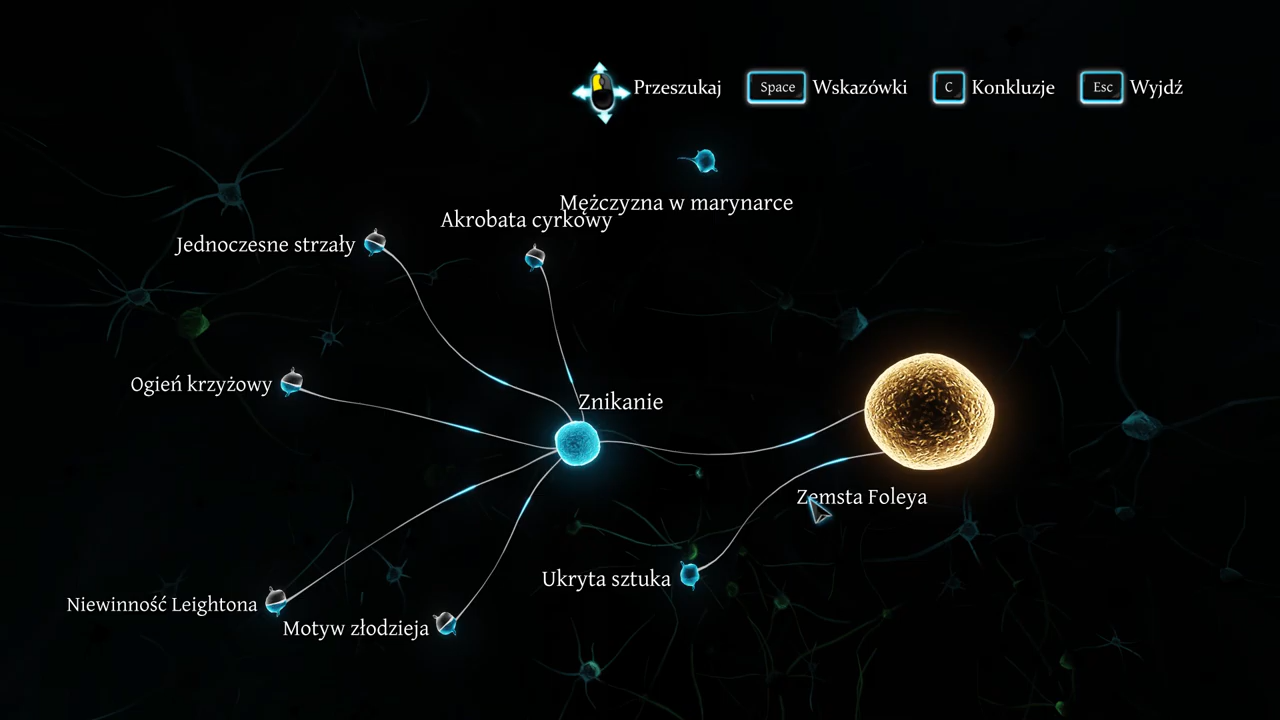 Przeszukaj
Space Wskazówki
C Konkluzje
Esc Wyjdź
Mężczyzna w marynarce
Akrobata cyrkowy
Jednoczesne strzały
Ogień krzyżowy
Znikanie
Zemsta Foleya
Ukryta sztuka
Niewinność Leightona
Motyw złodzieja